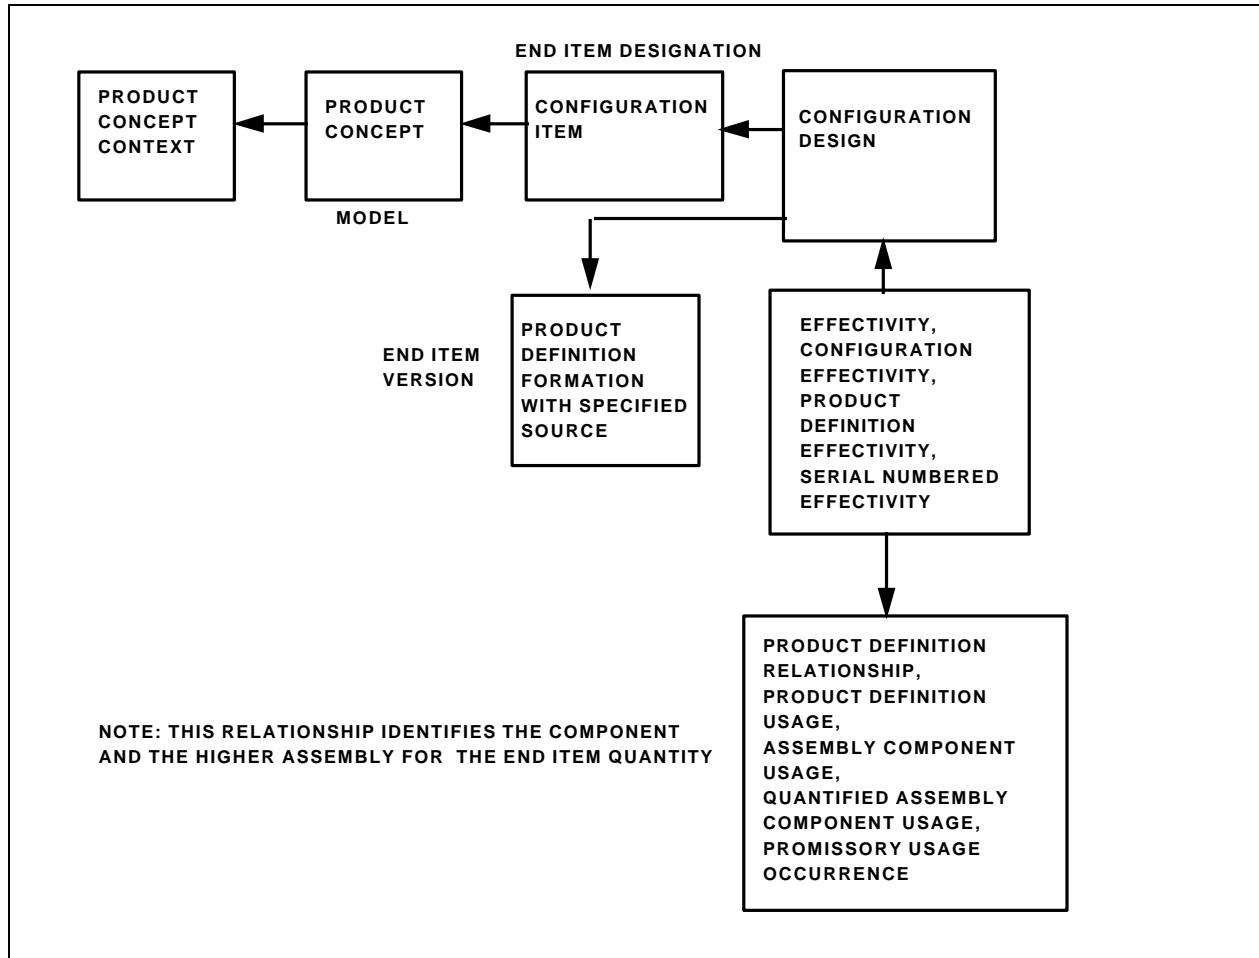 END ITEM DESIGNATION
PRODUCT
CONCEPT
CONTEXT
PRODUCT
CONCEPT
CONFIGURATION
ITEM
CONFIGURATION
DESIGN
MODEL
END ITEM
VERSION
PRODUCT
DEFINITION
FORMATION
WITH SPECIFIED
SOURCE
EFFECTIVITY,
CONFIGURATION
EFFECTIVITY,
PRODUCT
DEFINITION
EFFECTIVITY,
SERIAL NUMBERED
EFFECTIVITY
NOTE: THIS RELATIONSHIP IDENTIFIES THE COMPONENT
AND THE HIGHER ASSEMBLY FOR THE END ITEM QUANTITY
PRODUCT DEFINITION
RELATIONSHIP,
PRODUCT DEFINITION
USAGE,
ASSEMBLY COMPONENT
USAGE,
QUANTIFIED ASSEMBLY
COMPONENT USAGE,
PROMISSORY USAGE
OCCURRENCE